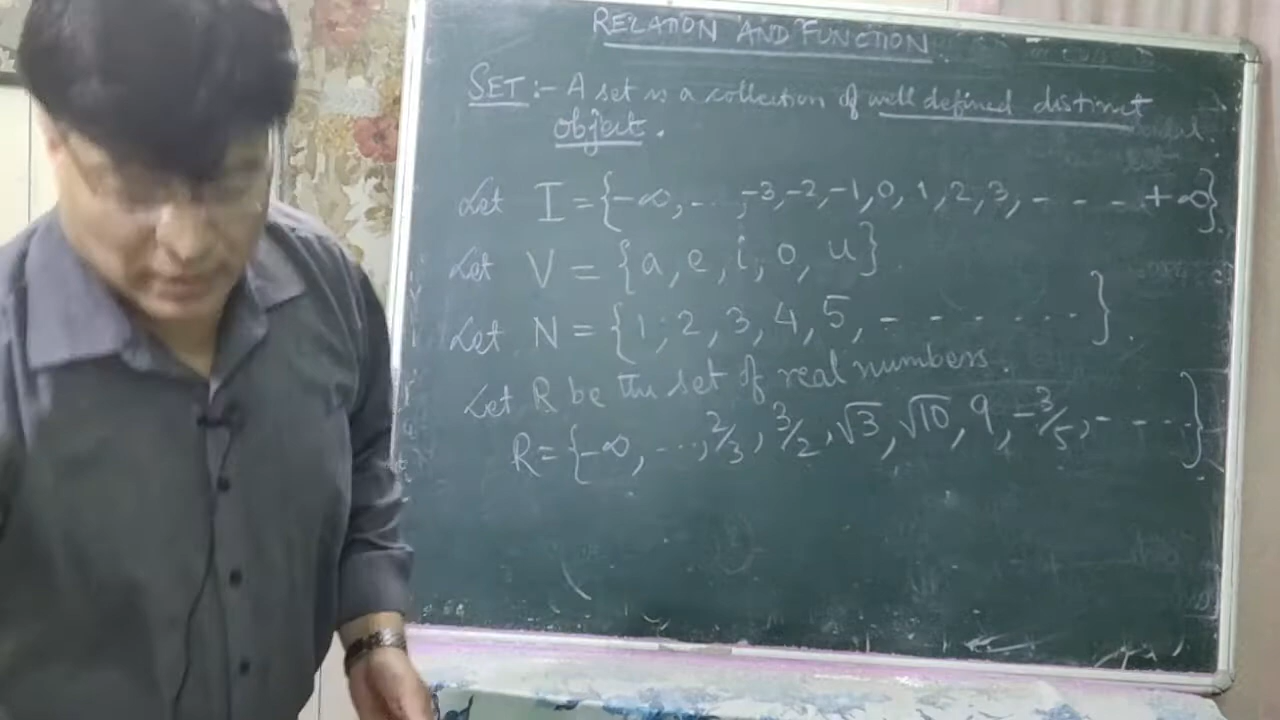 RELATION AND FUNCTION
SET:- A set is a collection of well defined distinct
object.
Let I = {-∞, ... , -3, -2, -1, 0, 1, 2, 3, - - - - +∞}.
Let V = {a, e, i, o, u}
Let N = {1, 2, 3, 4, 5, - - - - . . . }.
Let R be the set of real numbers.
R = {-∞, ..., 2/3, 3/2, √3, √10, 9, -3/5, - - - - .}